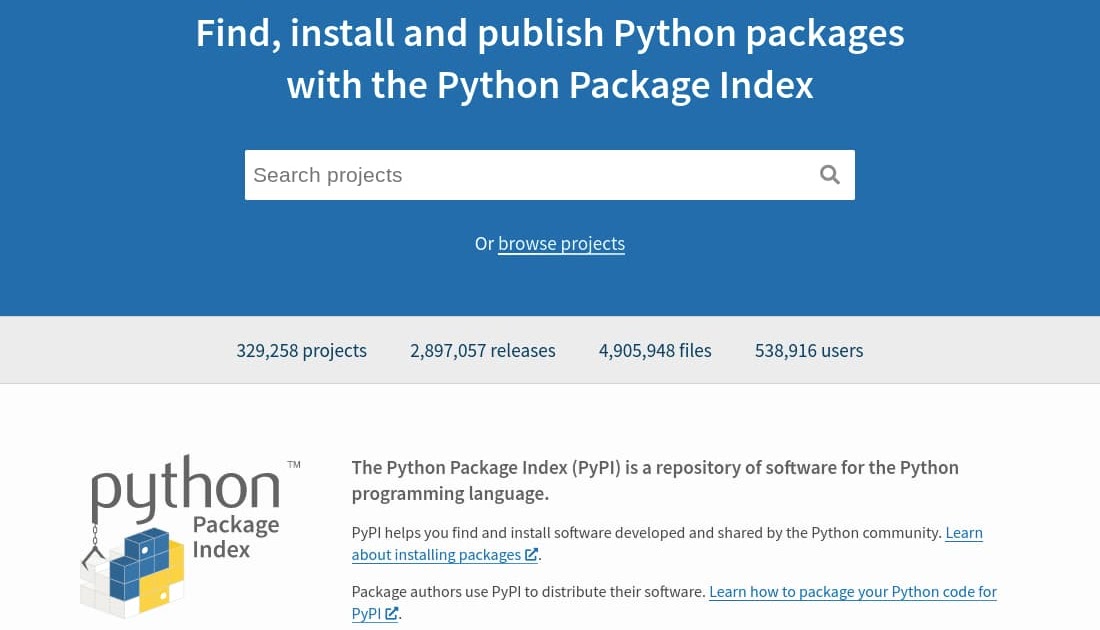 Find, install and publish Python packages
with the Python Package Index
Search projects
Or browse projects
329,258 projects 2,897,057 releases 4,905,948 files 538,916 users
python™
Package
Index
The Python Package Index (PyPI) is a repository of software for the Python
programming language.
PyPI helps you find and install software developed and shared by the Python community. Learn
about installing packages.
Package authors use PyPI to distribute their software. Learn how to package your Python code for
PyPI.